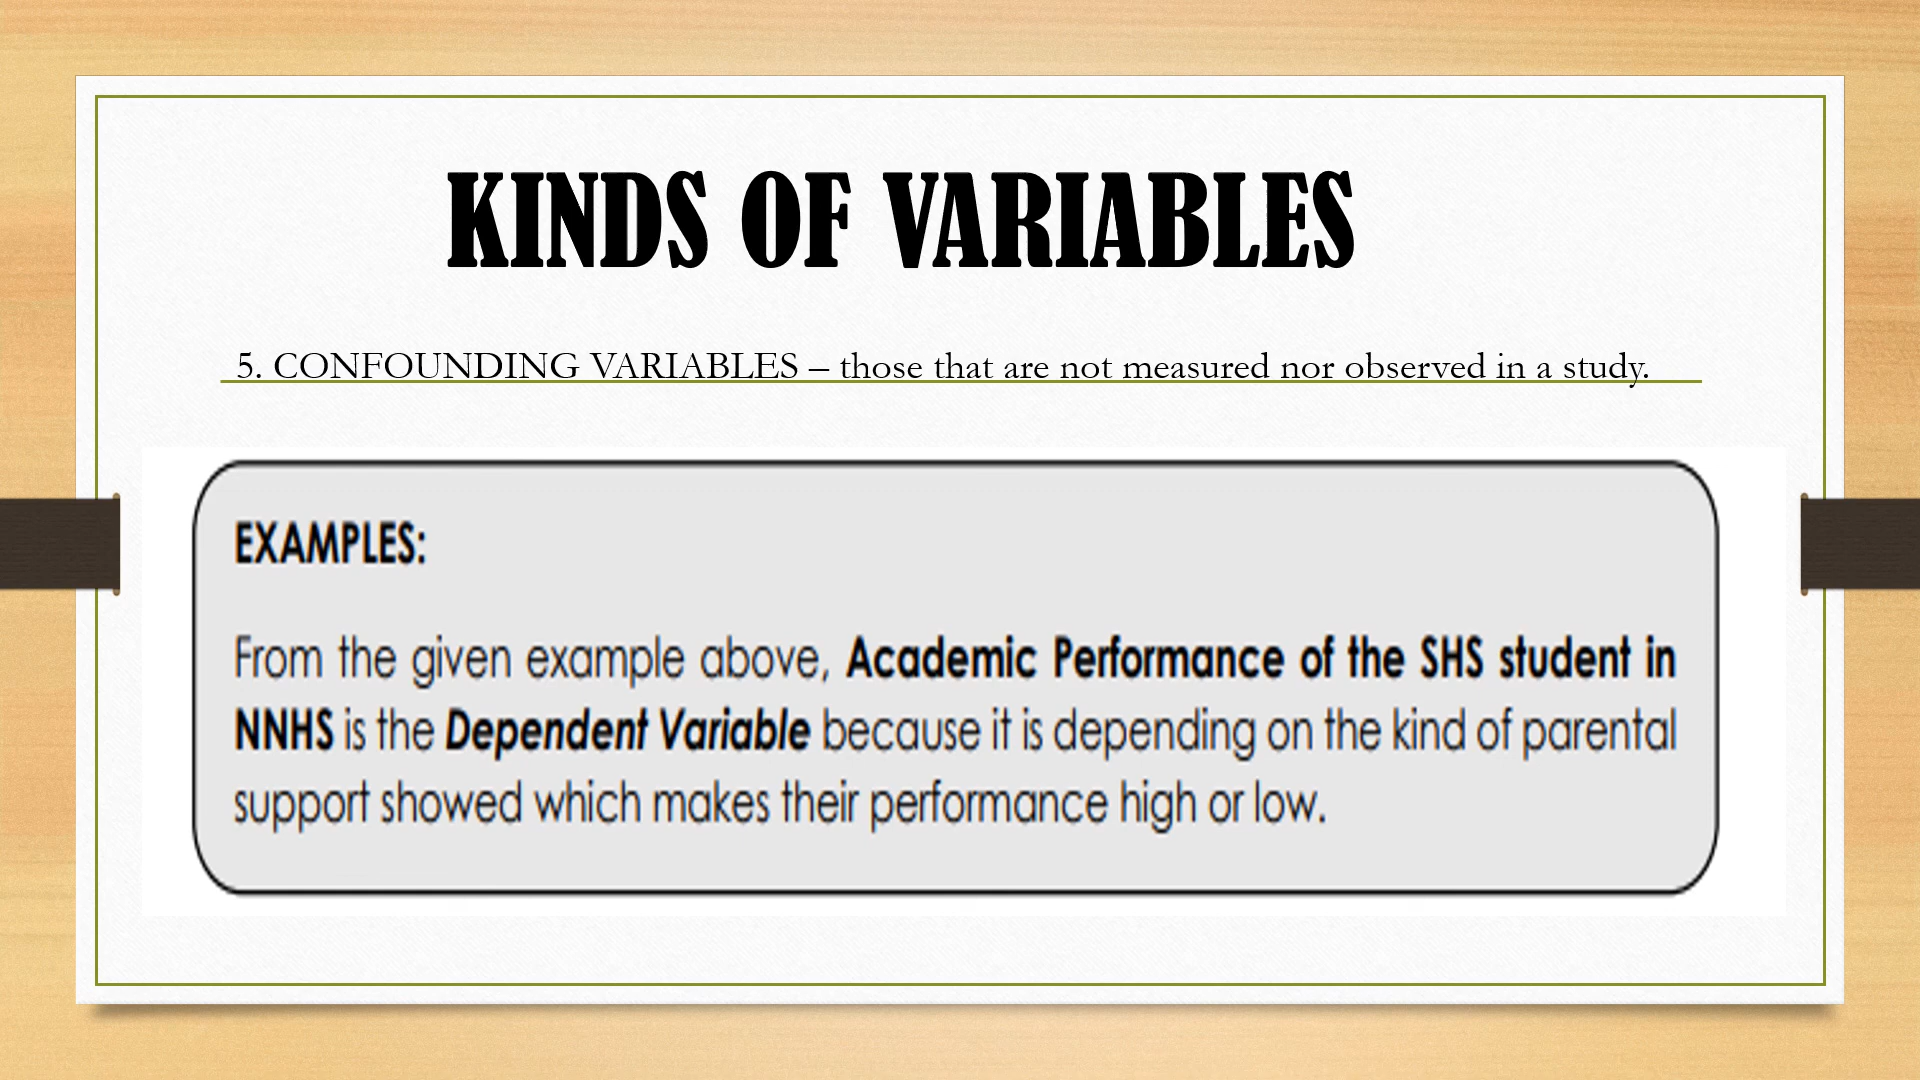 KINDS OF VARIABLES
5. CONFOUNDING VARIABLES – those that are not measured nor observed in a study.
EXAMPLES:
From the given example above, Academic Performance of the SHS student in
NNHS is the Dependent Variable because it is depending on the kind of parental
support showed which makes their performance high or low.